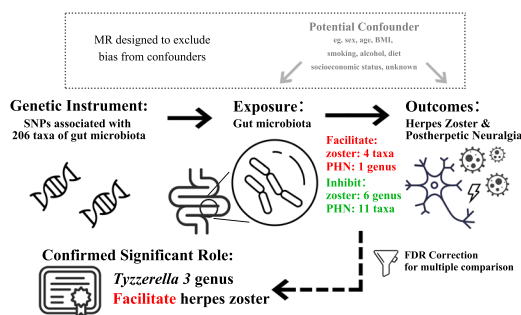 MR designed to exclude
bias from confounders
Potential Confounder
eg. sex, age, BMI,
smoking, alcohol, diet
socioeconomic status, unknown
Genetic Instrument:
SNPs associated with
206 taxa of gut microbiota
Exposure:
Gut microbiota
Outcomes:
Herpes Zoster &
Postherpetic Neuralgia
Facilitate:
zoster: 4 taxa
PHN: 1 genus
Inhibit:
zoster: 6 genus
PHN: 11 taxa
FDR Correction
for multiple comparison
Confirmed Significant Role:
Tyzzerella 3 genus
Facilitate herpes zoster